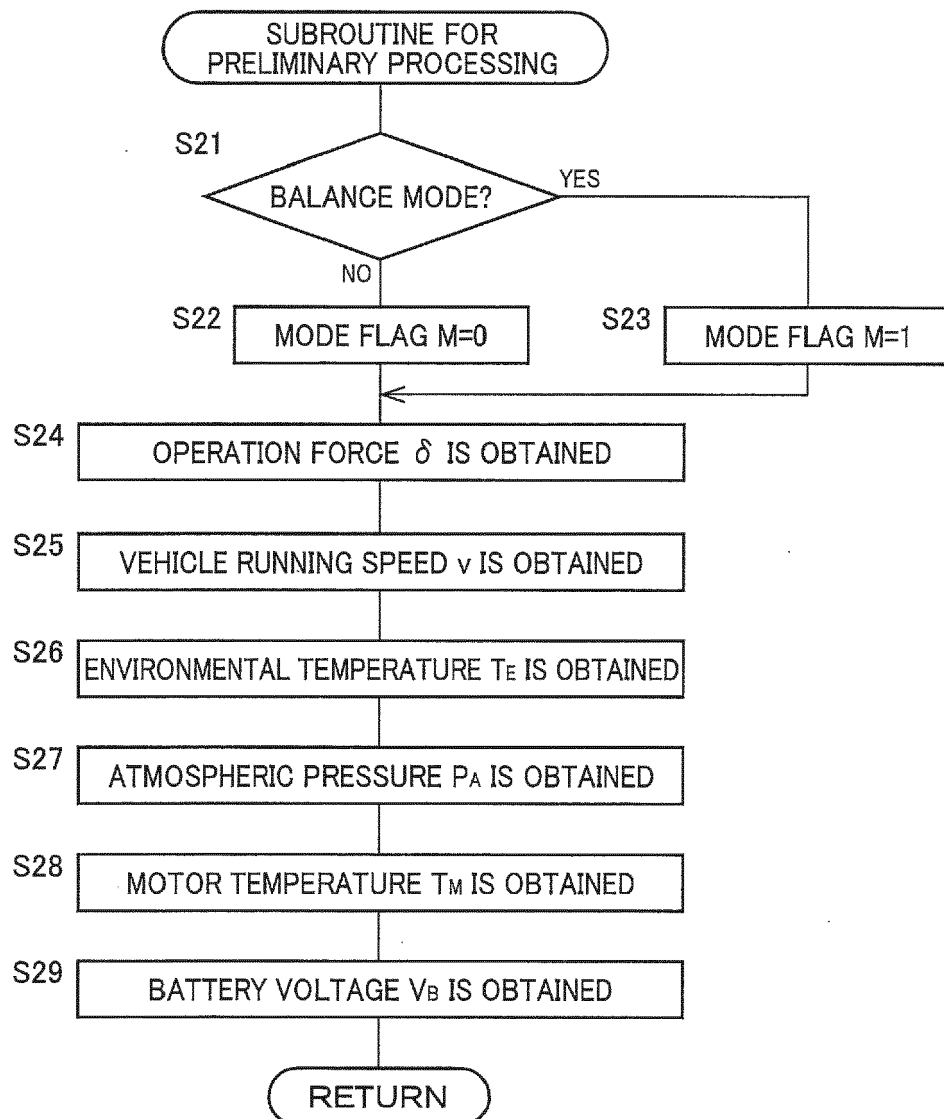 SUBROUTINE FOR
PRELIMINARY PROCESSING
S21
BALANCE MODE?
YES
NO
S22
MODE FLAG M=0
S23
MODE FLAG M=1
S24
OPERATION FORCE δ IS OBTAINED
S25
VEHICLE RUNNING SPEED v IS OBTAINED
S26
ENVIRONMENTAL TEMPERATURE TE IS OBTAINED
S27
ATMOSPHERIC PRESSURE PA IS OBTAINED
S28
MOTOR TEMPERATURE TM IS OBTAINED
S29
BATTERY VOLTAGE VB IS OBTAINED
RETURN